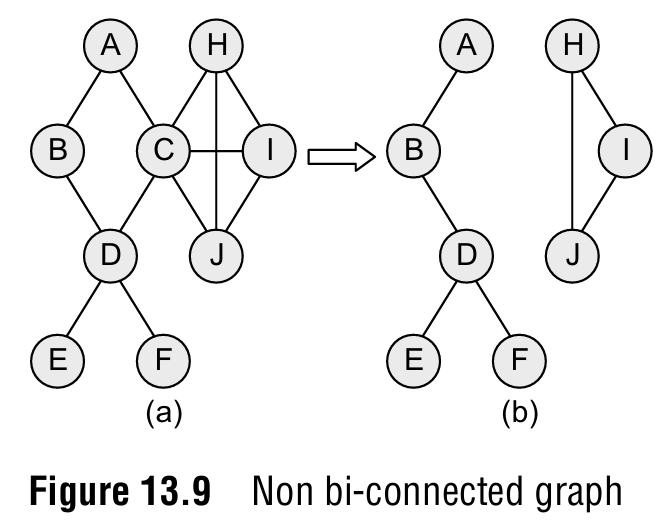 A H A H
B C I B I
D J D J
E F E F
(a) (b)
Figure 13.9 Non bi-connected graph